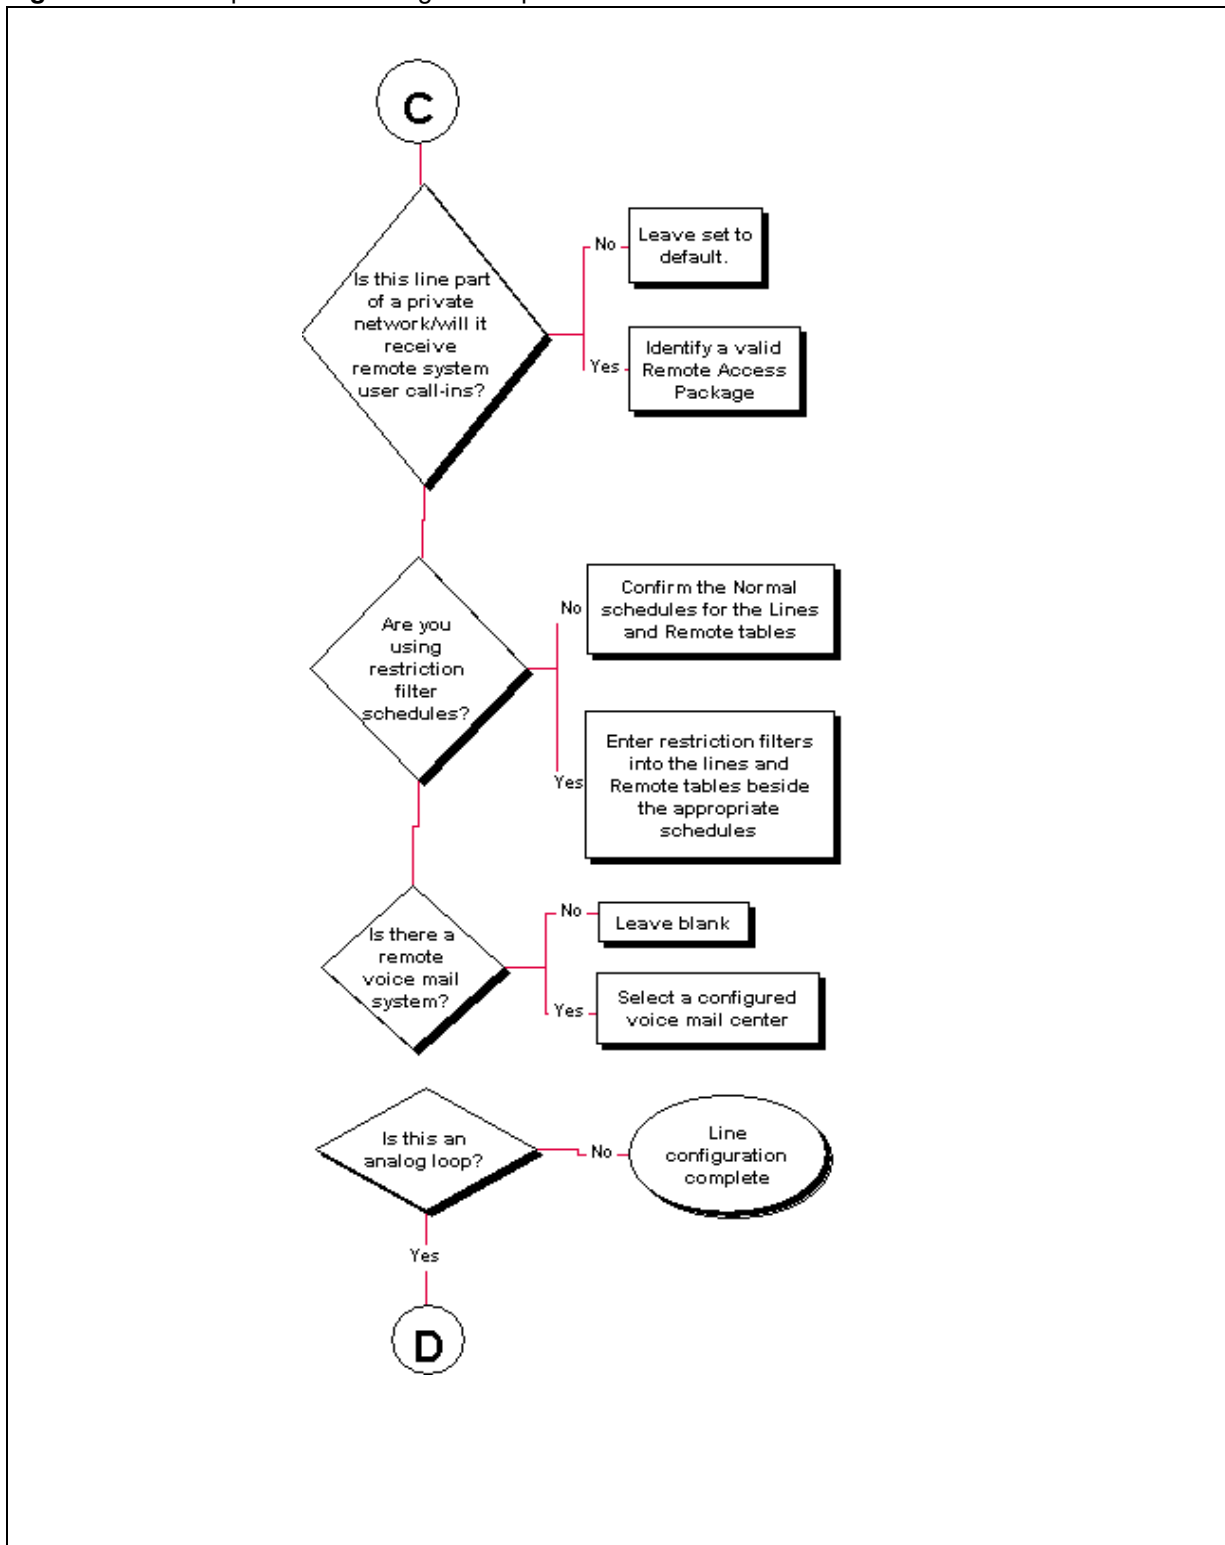 C
Is this line part
of a private
network/will it
receive
remote system
user call-ins?
No
Leave set to
default.
Yes
Identify a valid
Remote Access
Package
Are you
using
restriction
filter
schedules?
No
Confirm the Normal
schedules for the Lines
and Remote tables
Yes
Enter restriction filters
into the lines and
Remote tables beside
the appropriate
schedules
Is there a
remote
voice mail
system?
No
Leave blank
Yes
Select a configured
voice mail center
Is this an
analog loop?
No
Line
configuration
complete
Yes
D